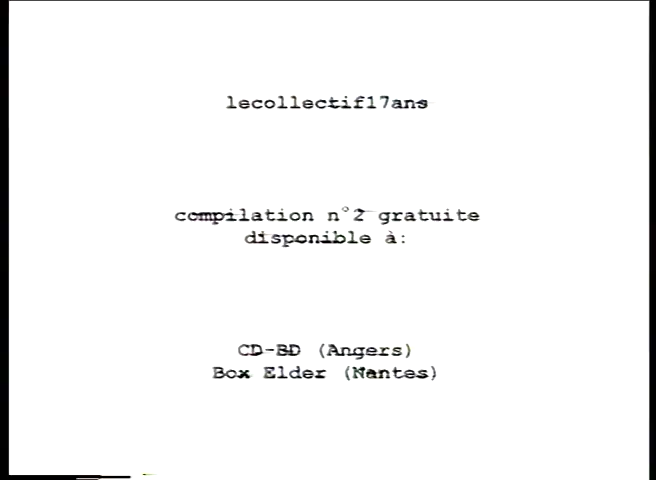 lecollectif17ans
compilation n°2 gratuite
disponible à:
CD-BD (Angers)
Box Elder (Nantes)